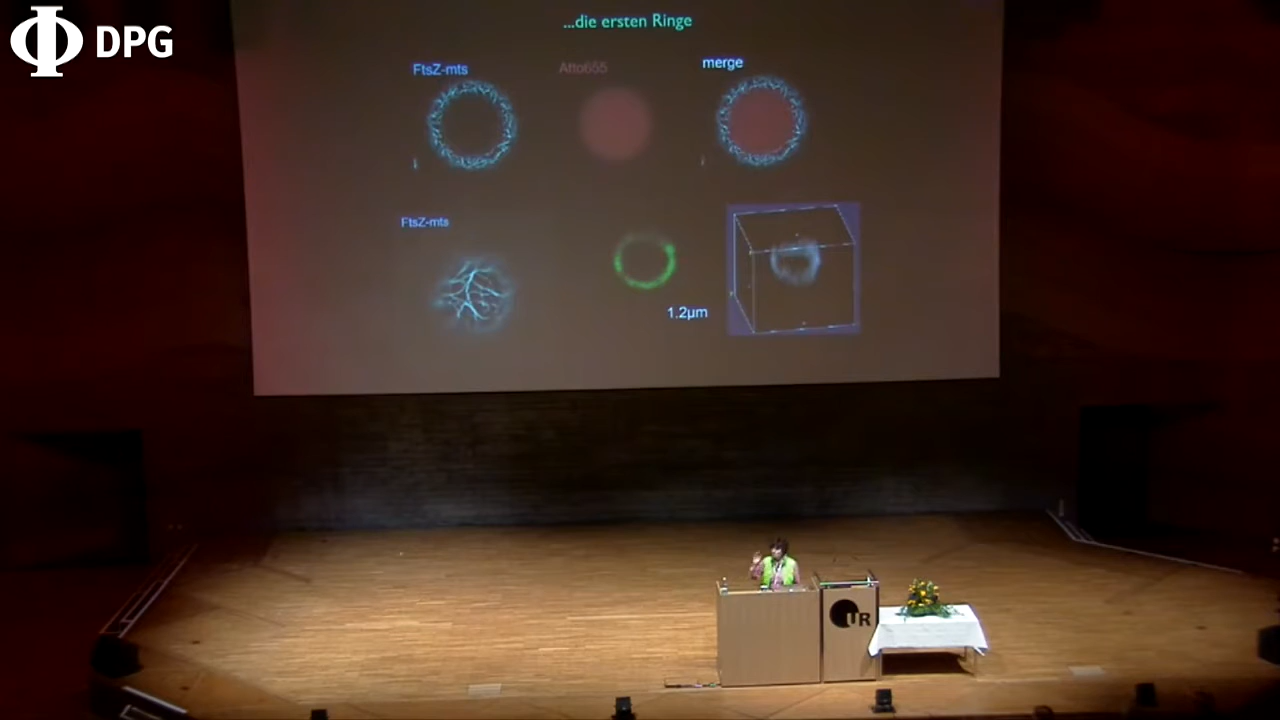 DPG
...die ersten Ringe
FtsZ-mts
Atto655
merge
FtsZ-mts
1.2µm
UR